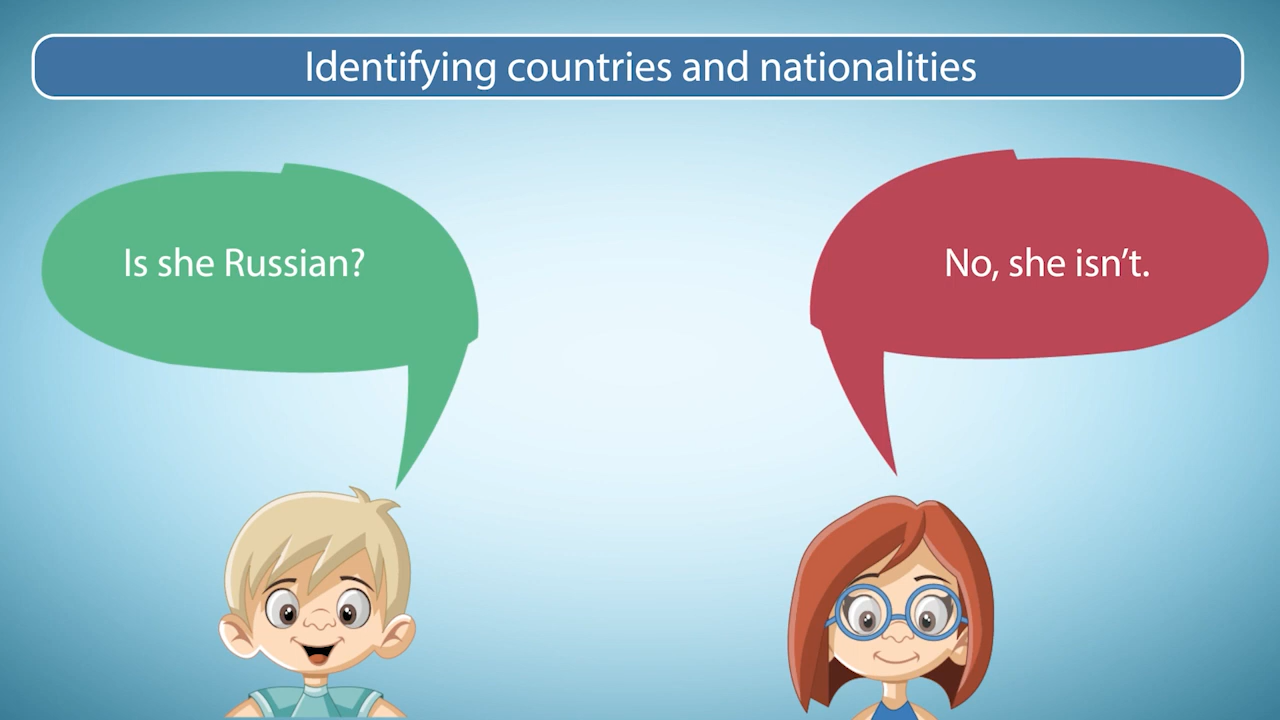 Identifying countries and nationalities
Is she Russian?
No, she isn’t.